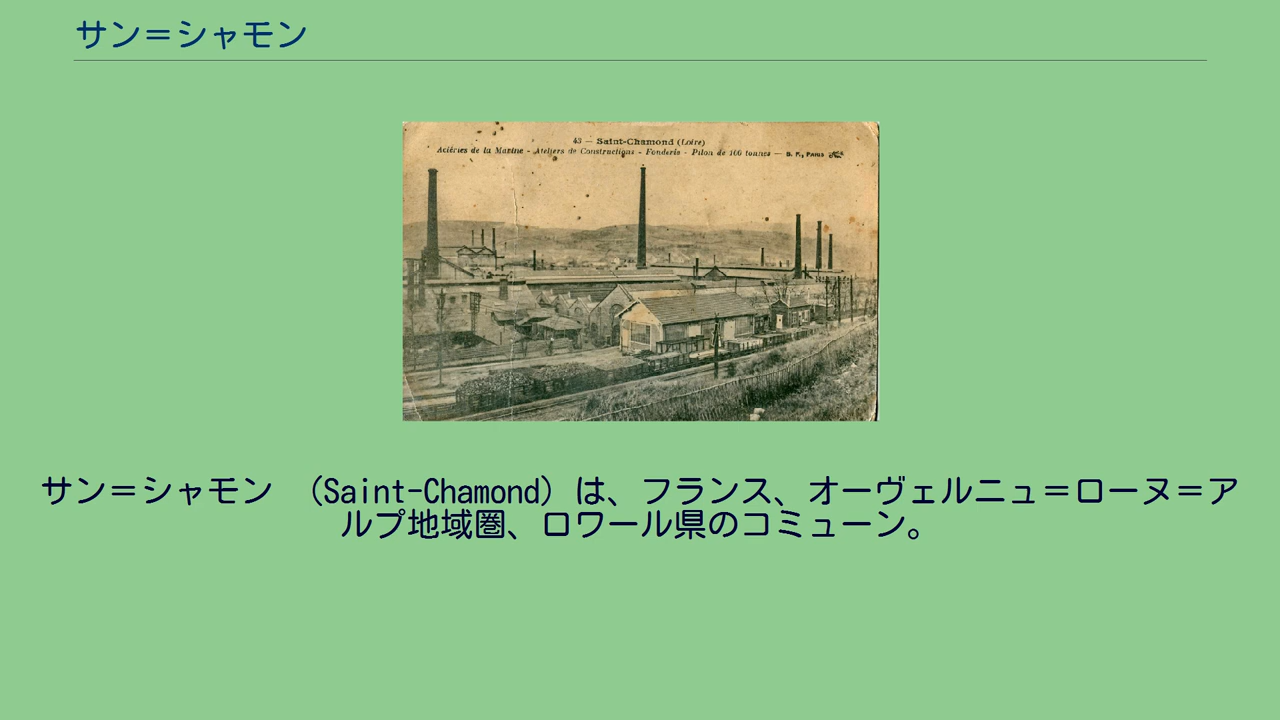 サン＝シャモン
43 — Saint-Chamond (Loire)
Aciéries de la Marine - Ateliers de Constructions - Fonderie - Pilon de 100 tonnes — B. F., PARIS
サン＝シャモン （Saint-Chamond）は、フランス、オーヴェルニュ＝ローヌ＝ア
ルプ地域圏、ロワール県のコミューン。